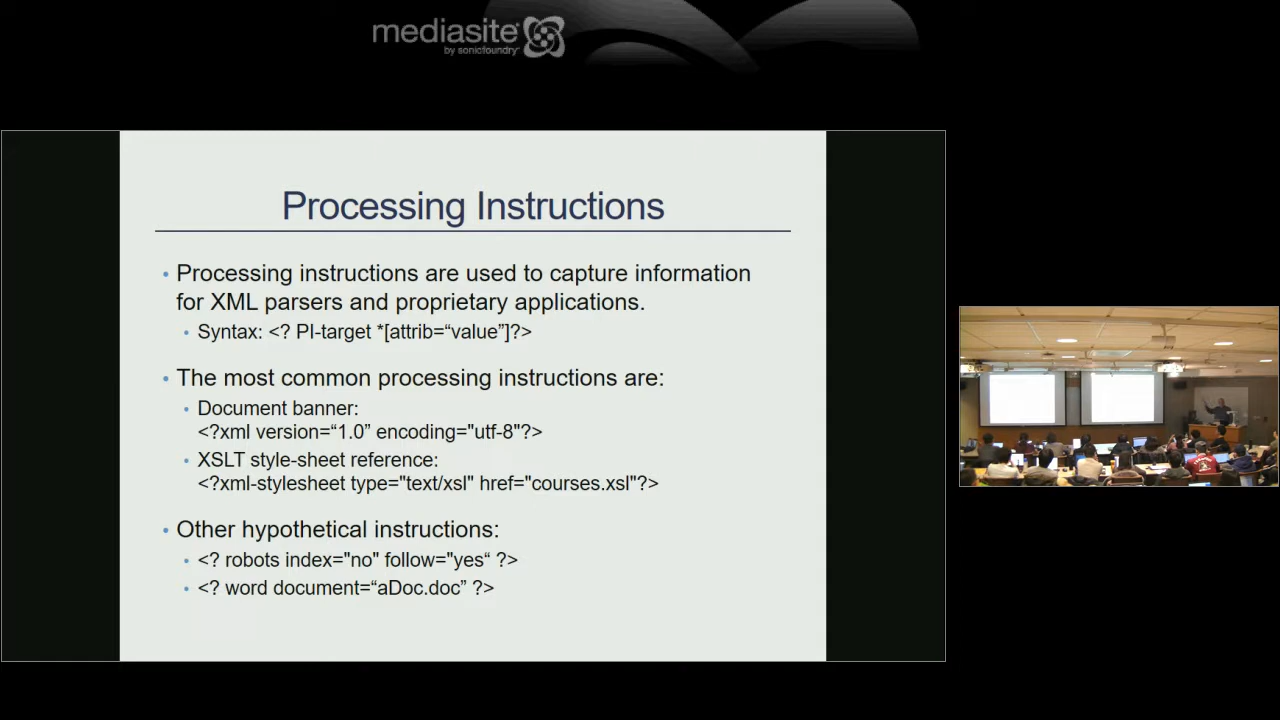 mediasite
by sonicfoundry
Processing Instructions
• Processing instructions are used to capture information
for XML parsers and proprietary applications.
• Syntax: <? PI-target *[attrib=“value”]?>
• The most common processing instructions are:
• Document banner:
<?xml version=“1.0” encoding="utf-8"?>
• XSLT style-sheet reference:
<?xml-stylesheet type="text/xsl" href="courses.xsl"?>
• Other hypothetical instructions:
• <? robots index="no" follow="yes“ ?>
• <? word document=“aDoc.doc” ?>